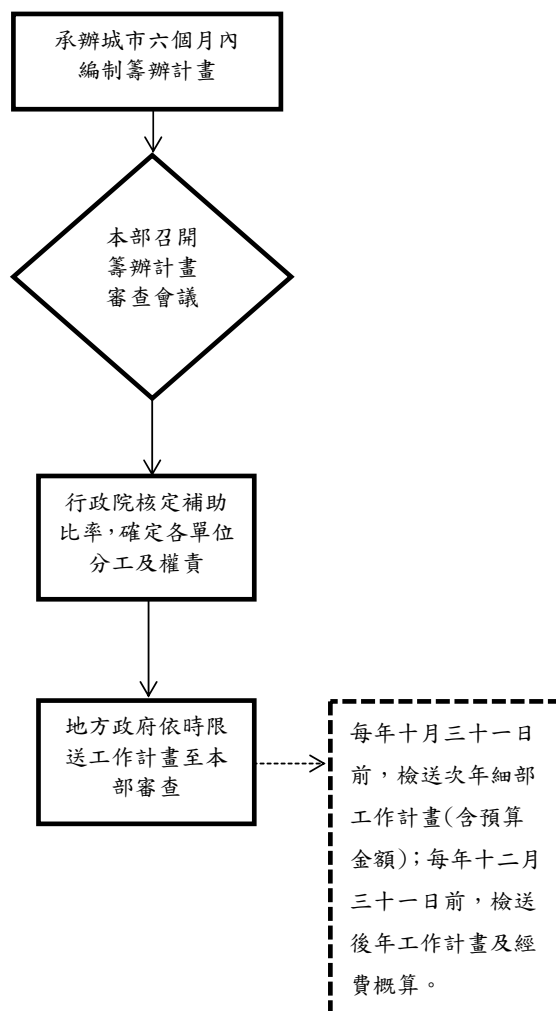 承辦城市六個月內
編制籌辦計畫
本部召開
籌辦計畫
審查會議
行政院核定補助
比率，確定各單位
分工及權責
地方政府依時限
送工作計畫至本
部審查
每年十月三十一日
前，檢送次年細部
工作計畫(含預算
金額)；每年十二月
三十一日前，檢送
後年工作計畫及經
費概算。